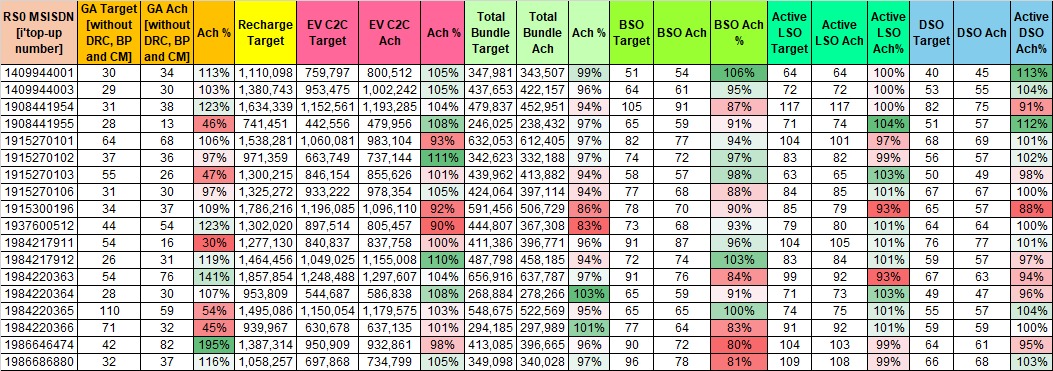 RS0 MSISDN [i'top-up number] GA Target [without DRC, BP and CM] GA Ach [without DRC, BP and CM] Ach % Recharge Target EV C2C Target EV C2C Ach Ach % Total Bundle Target Total Bundle Ach Ach % BSO Target BSO Ach BSO Ach % Active LSO Target Active LSO Ach Active LSO Ach% DSO Target DSO Ach Active DSO Ach%
1409944001 30 34 113% 1,110,098 759,797 800,512 105% 347,981 343,507 99% 51 54 106% 64 64 100% 40 45 113%
1409944003 29 30 103% 1,380,743 953,475 1,002,242 105% 437,653 422,157 96% 64 61 95% 72 72 100% 53 55 104%
1908441954 31 38 123% 1,634,339 1,152,561 1,193,285 104% 479,837 452,951 94% 105 91 87% 117 117 100% 82 75 91%
1908441955 28 13 46% 741,451 442,556 479,956 108% 246,025 238,432 97% 65 59 91% 71 74 104% 51 57 112%
1915270101 64 68 106% 1,538,281 1,060,081 983,104 93% 632,053 612,405 97% 82 77 94% 104 101 97% 68 69 101%
1915270102 37 36 97% 971,359 663,749 737,144 111% 342,623 332,188 97% 74 72 97% 83 82 99% 56 57 102%
1915270103 55 26 47% 1,300,215 846,154 855,626 101% 439,962 413,882 94% 58 57 98% 63 65 103% 50 49 98%
1915270106 31 30 97% 1,325,272 933,222 978,354 105% 424,064 397,114 94% 77 68 88% 84 85 101% 67 67 100%
1915300196 34 37 109% 1,786,216 1,196,085 1,096,110 92% 591,456 506,729 86% 78 70 90% 85 79 93% 65 57 88%
1937600512 44 54 123% 1,302,020 897,514 805,457 90% 444,807 367,308 83% 73 68 93% 79 80 101% 64 64 100%
1984217911 54 16 30% 1,277,130 840,837 837,758 100% 411,386 396,771 96% 91 87 96% 104 105 101% 76 77 101%
1984217912 26 31 119% 1,464,456 1,049,025 1,155,008 110% 487,798 458,185 94% 72 74 103% 83 84 101% 59 57 97%
1984220363 54 76 141% 1,857,854 1,248,488 1,297,607 104% 656,916 637,787 97% 91 76 84% 99 92 93% 67 63 94%
1984220364 28 30 107% 953,809 544,687 586,838 108% 268,884 278,266 103% 65 59 91% 71 73 103% 49 47 96%
1984220365 110 59 54% 1,495,086 1,150,054 1,179,575 103% 548,675 522,569 95% 65 65 100% 74 75 101% 55 57 104%
1984220366 71 32 45% 939,967 630,678 637,135 101% 294,185 297,989 101% 77 64 83% 91 92 101% 59 59 100%
1986646474 42 82 195% 1,387,314 950,909 932,861 98% 413,085 396,665 96% 90 72 80% 104 103 99% 64 61 95%
1986686880 32 37 116% 1,058,257 697,868 734,799 105% 349,098 340,028 97% 96 78 81% 109 108 99% 66 68 103%